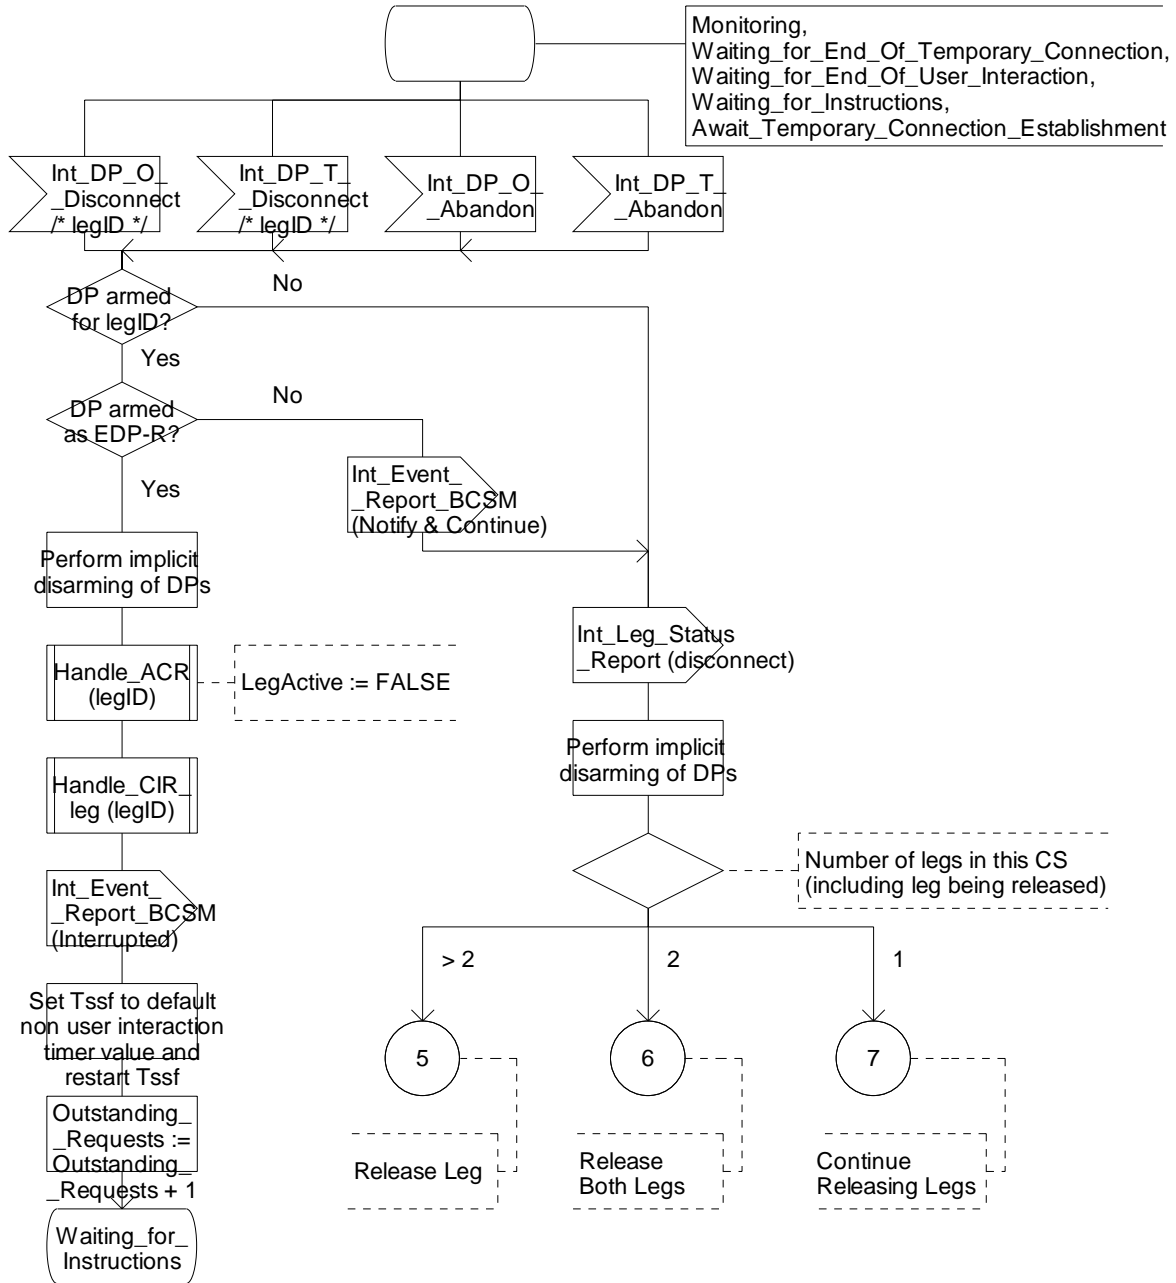 Monitoring,
Waiting_for_End_Of_Temporary_Connection,
Waiting_for_End_Of_User_Interaction,
Waiting_for_Instructions,
Await_Temporary_Connection_Establishment
Int_DP_O_
_Disconnect
/* legID */
Int_DP_T_
_Disconnect
/* legID */
Int_DP_O_
_Abandon
Int_DP_T_
_Abandon
DP armed
for legID?
No
Yes
DP armed
as EDP-R?
No
Yes
Int_Event_
_Report_BCSM
(Notify & Continue)
Perform implicit
disarming of DPs
Int_Leg_Status
_Report (disconnect)
Handle_ACR
(legID)
LegActive := FALSE
Perform implicit
disarming of DPs
Handle_CIR_
leg (legID)
Number of legs in this CS
(including leg being released)
Int_Event_
_Report_BCSM
(Interrupted)
> 2
2
1
Set Tssf to default
non user interaction
timer value and
restart Tssf
5
6
7
Outstanding_
_Requests :=
Outstanding_
_Requests + 1
Release Leg
Release
Both Legs
Continue
Releasing Legs
Waiting_for_
Instructions